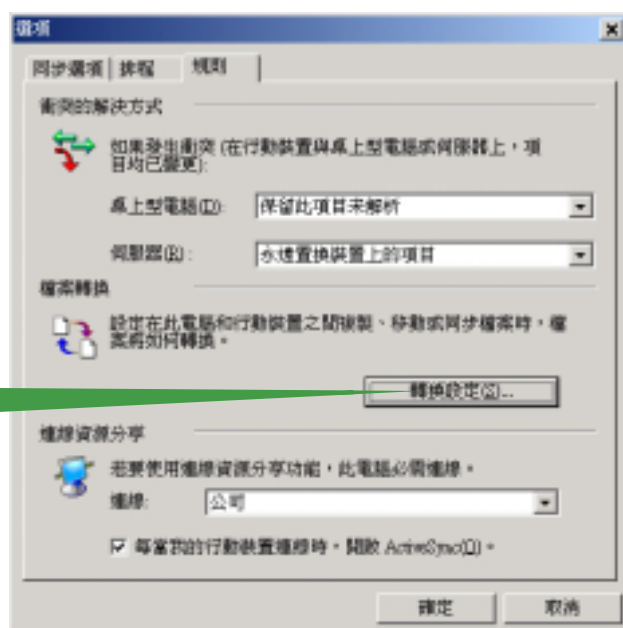 選項
同步選項 排程 規則
衝突的解決方式
如果發生衝突 (在行動裝置與桌上型電腦或伺服器上，項
目均已變更):
桌上型電腦(D): 保留此項目未解析
伺服器(R): 永遠置換裝置上的項目
檔案轉換
設定在此電腦和行動裝置之間複製、移動或同步檔案時，檔
案將如何轉換。
轉換設定(S)...
連線資源分享
若要使用連線資源分享功能，此電腦必需連線。
連線: 公司
每當我的行動裝置連線時，開啟 ActiveSync(O)。
確定 取消